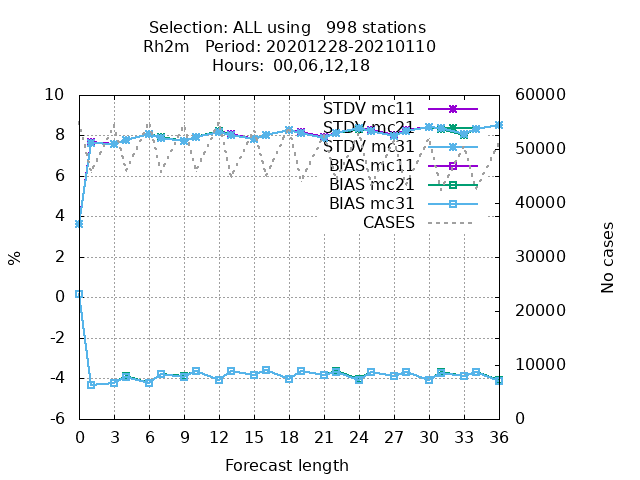 Selection: ALL using   998 stations
Rh2m   Period: 20201228-20210110
Hours:  00,06,12,18
10
8
6
4
2
0
-2
-4
-6
%
60000
50000
40000
30000
20000
10000
0
No cases
STDV mc11
STDV mc21
STDV mc31
BIAS mc11
BIAS mc21
BIAS mc31
CASES
0 3 6 9 12 15 18 21 24 27 30 33 36
Forecast length